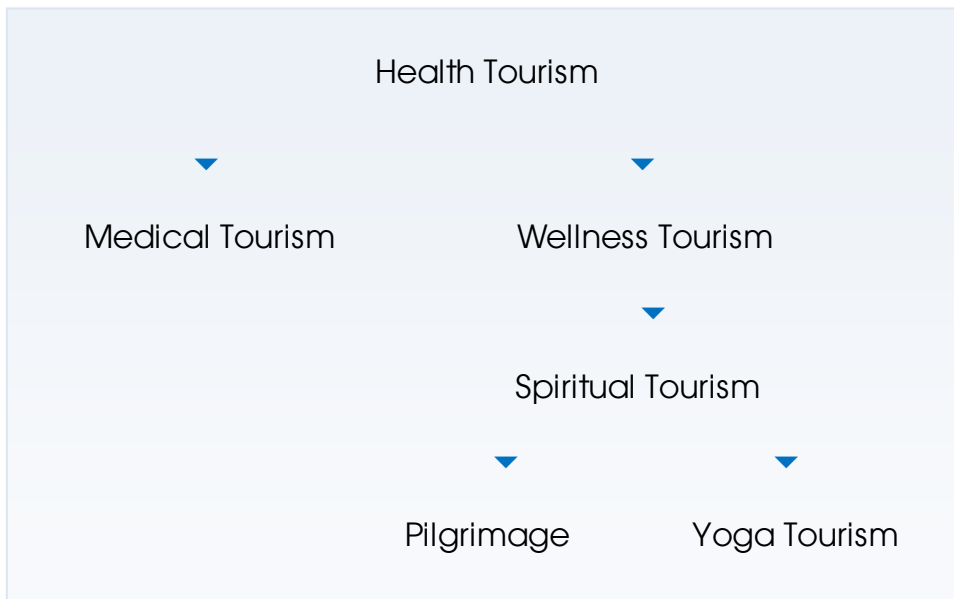 Health Tourism
Medical Tourism
Wellness Tourism
Spiritual Tourism
Pilgrimage
Yoga Tourism